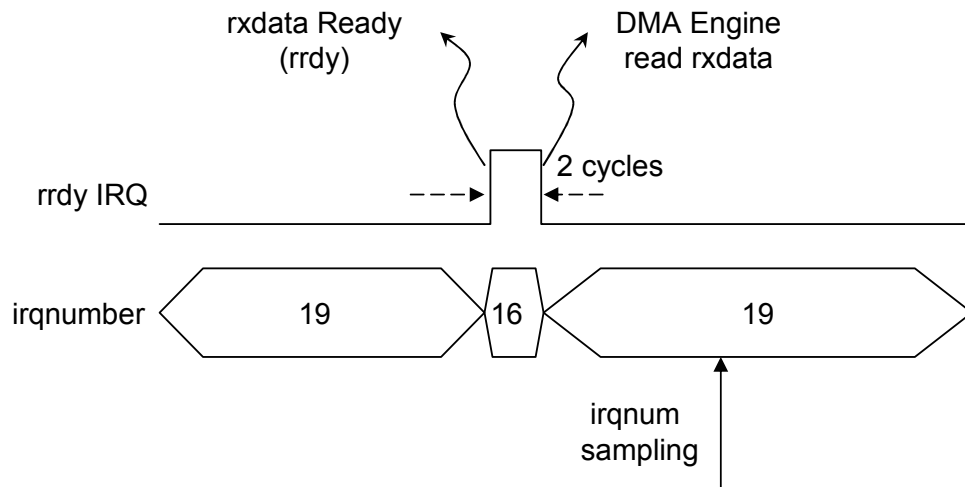 rxdata Ready
(rrdy)
DMA Engine
read rxdata
2 cycles
rrdy IRQ
irqnumber
19
16
19
irqnum
sampling